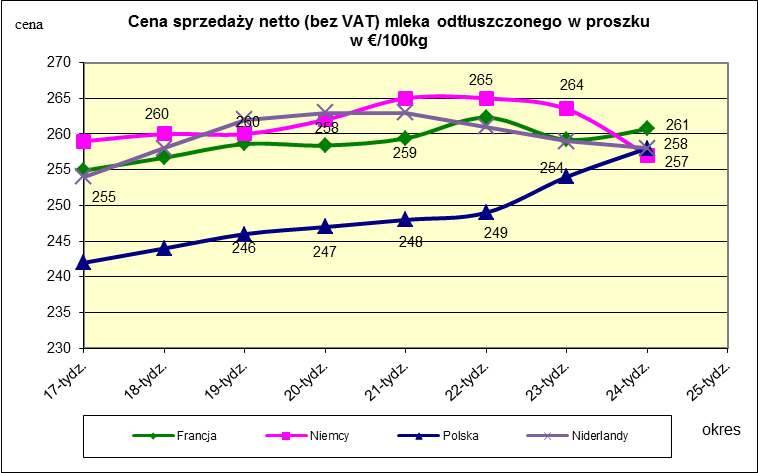 Cena sprzedaży netto (bez VAT) mleka odtłuszczonego w proszku
w €/100kg
cena
270
265
260
255
250
245
240
235
230
260
260
258
259
265
264
261
258
257
255
254
246
247
248
249
17-tydz.
18-tydz.
19-tydz.
20-tydz.
21-tydz.
22-tydz.
23-tydz.
24-tydz.
25-tydz.
okres
Francja
Niemcy
Polska
Niderlandy